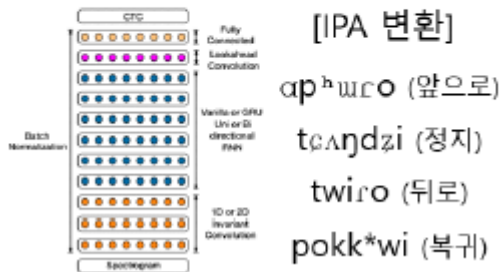 CTC
Fully
Connected
Lookahead
Convolution
Vanilla or GRU
Uni or Bi
directional
RNN
Batch
Normalization
1D or 2D
Invariant
Convolution
Spectrogram
[IPA 변환]
ɑpʰɯɾo (앞으로)
tɕʌŋdʑi (정지)
twiɾo (뒤로)
pokk*wi (복귀)